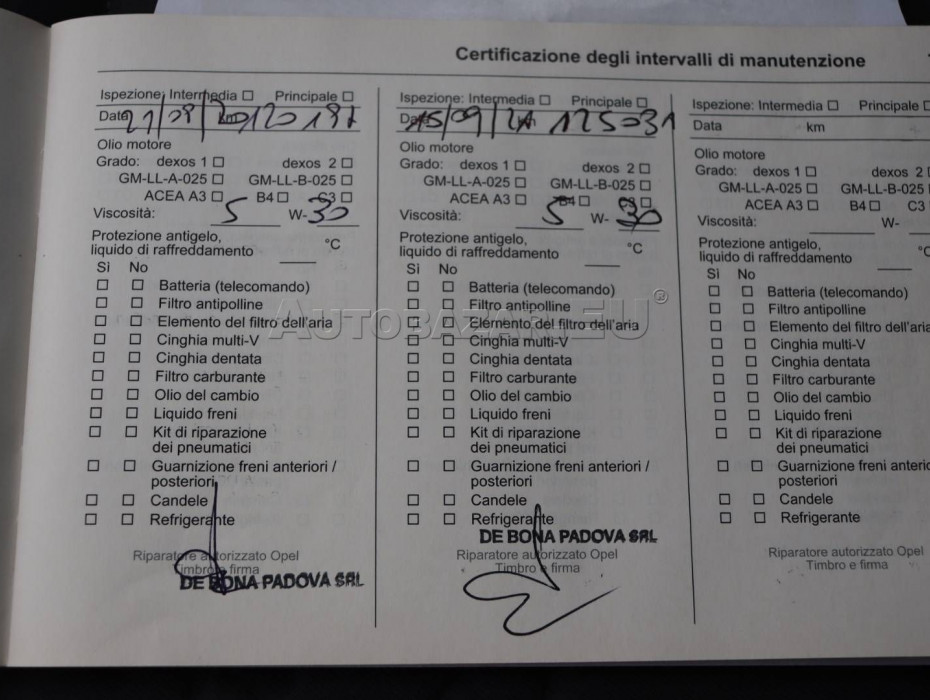 Certificazione degli intervalli di manutenzione
Ispezione: Intermedia □ Principale □
Data
Olio motore
Grado: dexos 1 □ dexos 2 □
GM-LL-A-025 □ GM-LL-B-025 □
ACEA A3 □ B4 □ C3 □
Viscosità: 5 W-30
Protezione antigelo,
liquido di raffreddamento °C
Sì No
□ □ Batteria (telecomando)
□ □ Filtro antipolline
□ □ Elemento del filtro dell'aria
□ □ Cinghia multi-V
□ □ Cinghia dentata
□ □ Filtro carburante
□ □ Olio del cambio
□ □ Liquido freni
□ □ Kit di riparazione
dei pneumatici
□ □ Guarnizione freni anteriori /
posteriori
□ □ Candele
□ □ Refrigerante
Riparatore autorizzato Opel
Timbro e firma
DE BONA PADOVA SRL
Ispezione: Intermedia □ Principale □
Data 15/09/21 125031
Olio motore
Grado: dexos 1 □ dexos 2 □
GM-LL-A-025 □ GM-LL-B-025 □
ACEA A3 □ B4 □ C3 □
Viscosità: 5 W-30
Protezione antigelo,
liquido di raffreddamento °C
Sì No
□ □ Batteria (telecomando)
□ □ Filtro antipolline
□ □ Elemento del filtro dell'aria
□ □ Cinghia multi-V
□ □ Cinghia dentata
□ □ Filtro carburante
□ □ Olio del cambio
□ □ Liquido freni
□ □ Kit di riparazione
dei pneumatici
□ □ Guarnizione freni anteriori /
posteriori
□ □ Candele
□ □ Refrigerante
DE BONA PADOVA SRL
Riparatore autorizzato Opel
Timbro e firma
Ispezione: Intermedia □ Principale □
Data km
Olio motore
Grado: dexos 1 □ dexos 2
GM-LL-A-025 □ GM-LL-B-025
ACEA A3 □ B4 □ C3
Viscosità: W-
Protezione antigelo,
liquido di raffreddamento °C
Sì No
□ □ Batteria (telecomando)
□ □ Filtro antipolline
□ □ Elemento del filtro dell'aria
□ □ Cinghia multi-V
□ □ Cinghia dentata
□ □ Filtro carburante
□ □ Olio del cambio
□ □ Liquido freni
□ □ Kit di riparazione
dei pneumatici
□ □ Guarnizione freni anterio
posteriori
□ □ Candele
□ □ Refrigerante
Riparatore autorizzato Opel
Timbro e firma
AUTOBAZAR.EU®